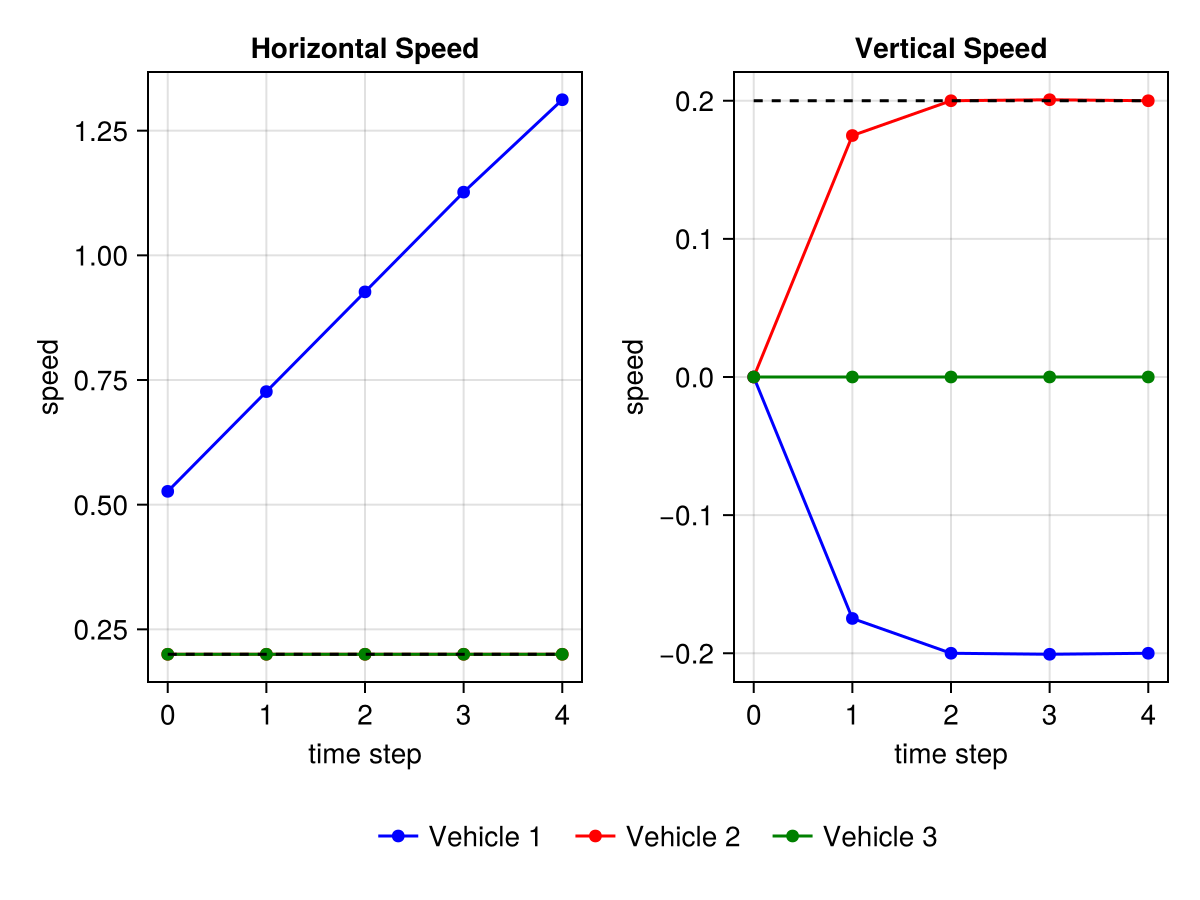 Horizontal Speed
speed
1.25
1.00
0.75
0.50
0.25
0 1 2 3 4
time step
Vertical Speed
speed
0.2
0.1
0.0
−0.1
−0.2
0 1 2 3 4
time step
Vehicle 1 Vehicle 2 Vehicle 3